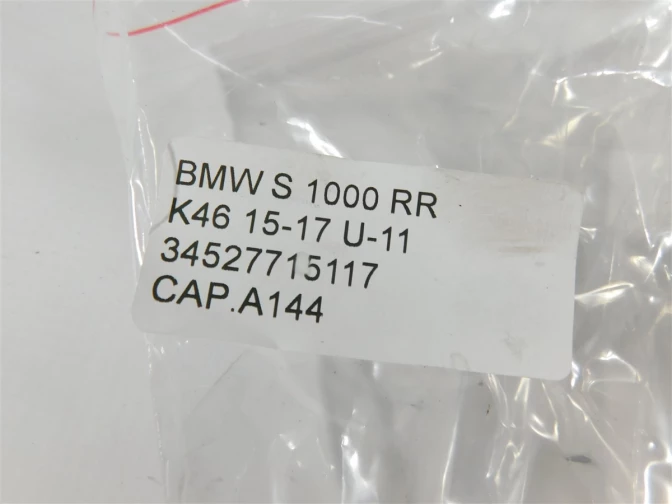 BMW S 1000 RR
K46 15-17 U-11
34527715117
CAP.A144